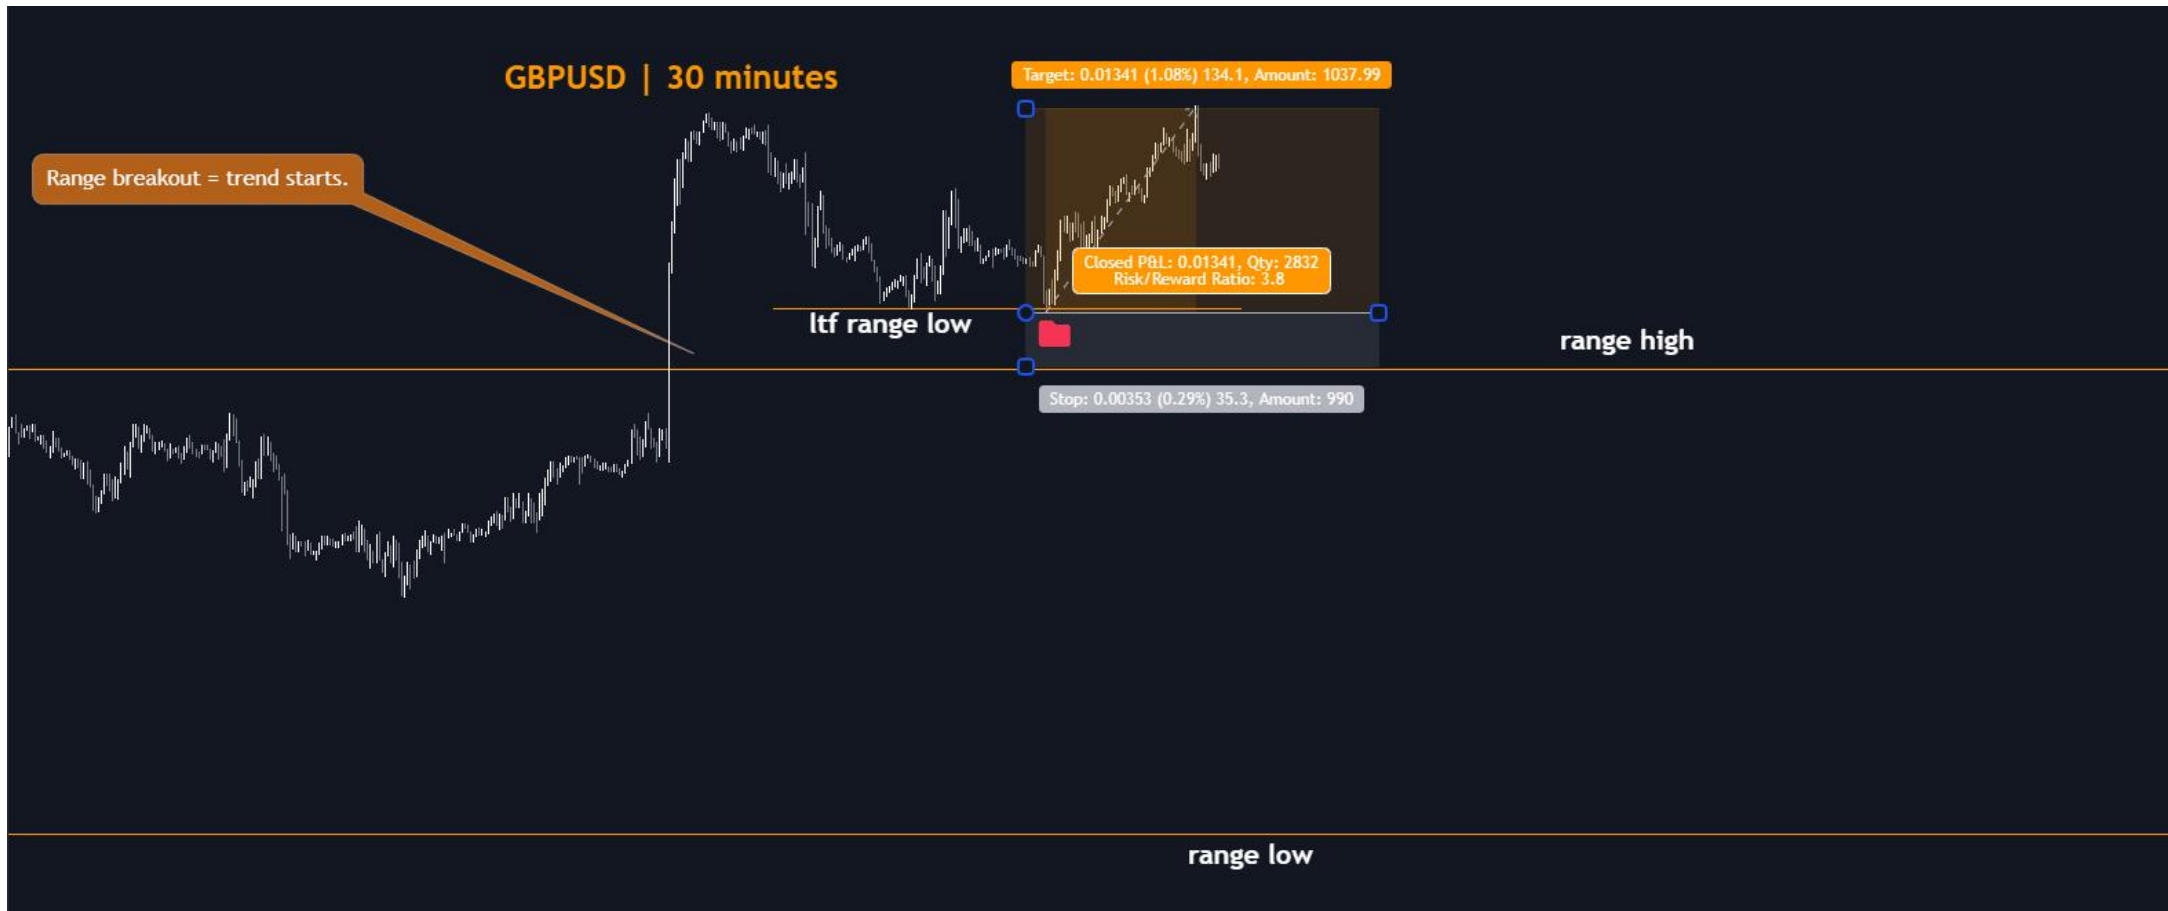 GBPUSD | 30 minutes
Target: 0.01341 (1.08%) 134.1, Amount: 1037.99
Range breakout = trend starts.
Closed P&L: 0.01341, Qty: 2832
Risk/Reward Ratio: 3.8
ltf range low
range high
Stop: 0.00353 (0.29%) 35.3, Amount: 990
range low